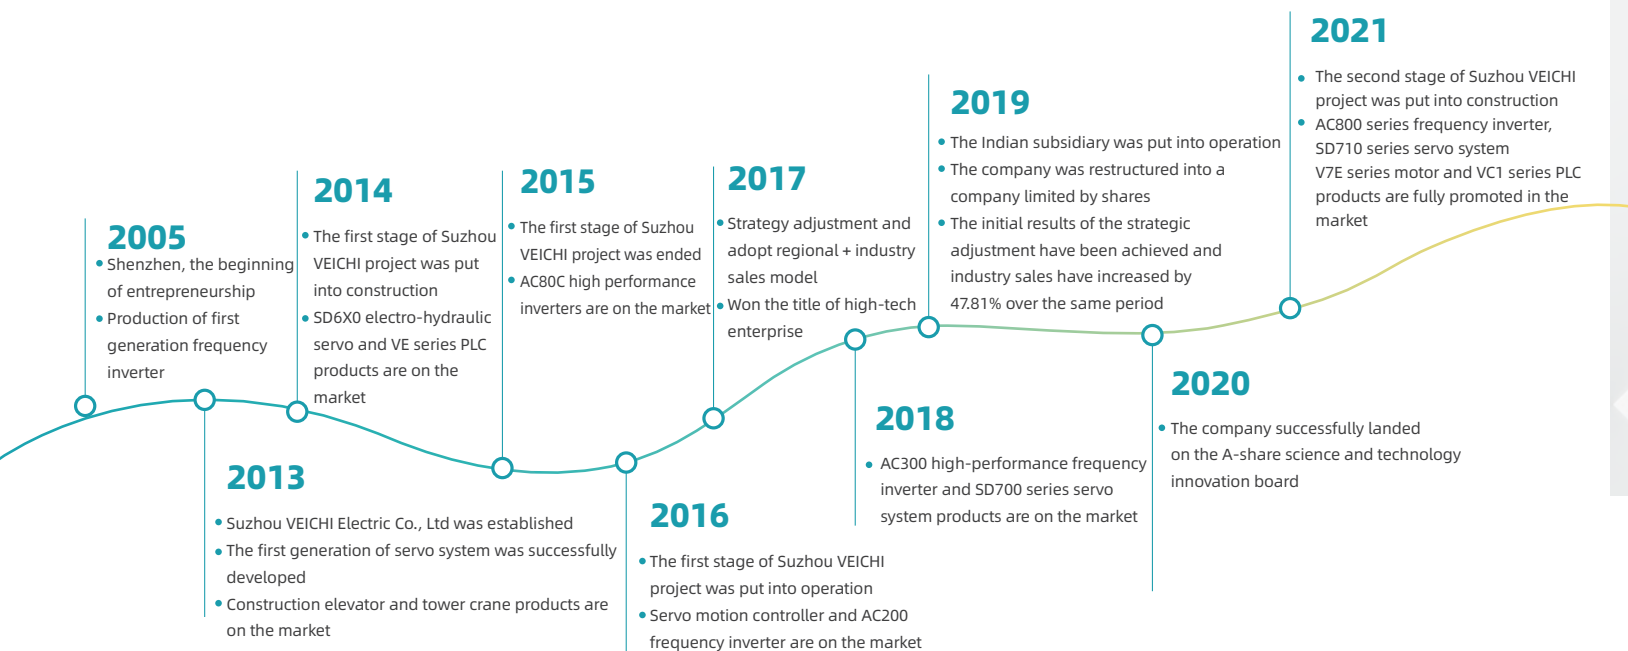 2005
Shenzhen, the beginning
of entrepreneurship
Production of first
generation frequency
inverter
2013
Suzhou VEICHI Electric Co., Ltd was established
The first generation of servo system was successfully
developed
Construction elevator and tower crane products are
on the market
2014
The first stage of Suzhou
VEICHI project was put
into construction
SD6X0 electro-hydraulic
servo and VE series PLC
products are on the
market
2015
The first stage of Suzhou
VEICHI project was ended
AC80C high performance
inverters are on the market
2016
The first stage of Suzhou VEICHI
project was put into operation
Servo motion controller and AC200
frequency inverter are on the market
2017
Strategy adjustment and
adopt regional + industry
sales model
Won the title of high-tech
enterprise
2018
AC300 high-performance frequency
inverter and SD700 series servo
system products are on the market
2019
The Indian subsidiary was put into operation
The company was restructured into a
company limited by shares
The initial results of the strategic
adjustment have been achieved and
industry sales have increased by
47.81% over the same period
2020
The company successfully landed
on the A-share science and technology
innovation board
2021
The second stage of Suzhou VEICHI
project was put into construction
AC800 series frequency inverter,
SD710 series servo system
V7E series motor and VC1 series PLC
products are fully promoted in the
market